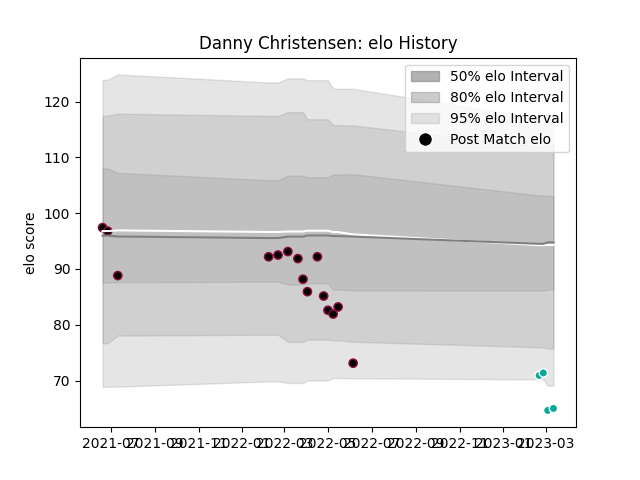 Danny Christensen: elo History
50% elo Interval
80% elo Interval
95% elo Interval
Post Match elo
elo score
120
110
100
90
80
70
2021-07 2021-09 2021-11 2022-01 2022-03 2022-05 2022-07 2022-09 2022-11 2023-01 2023-03